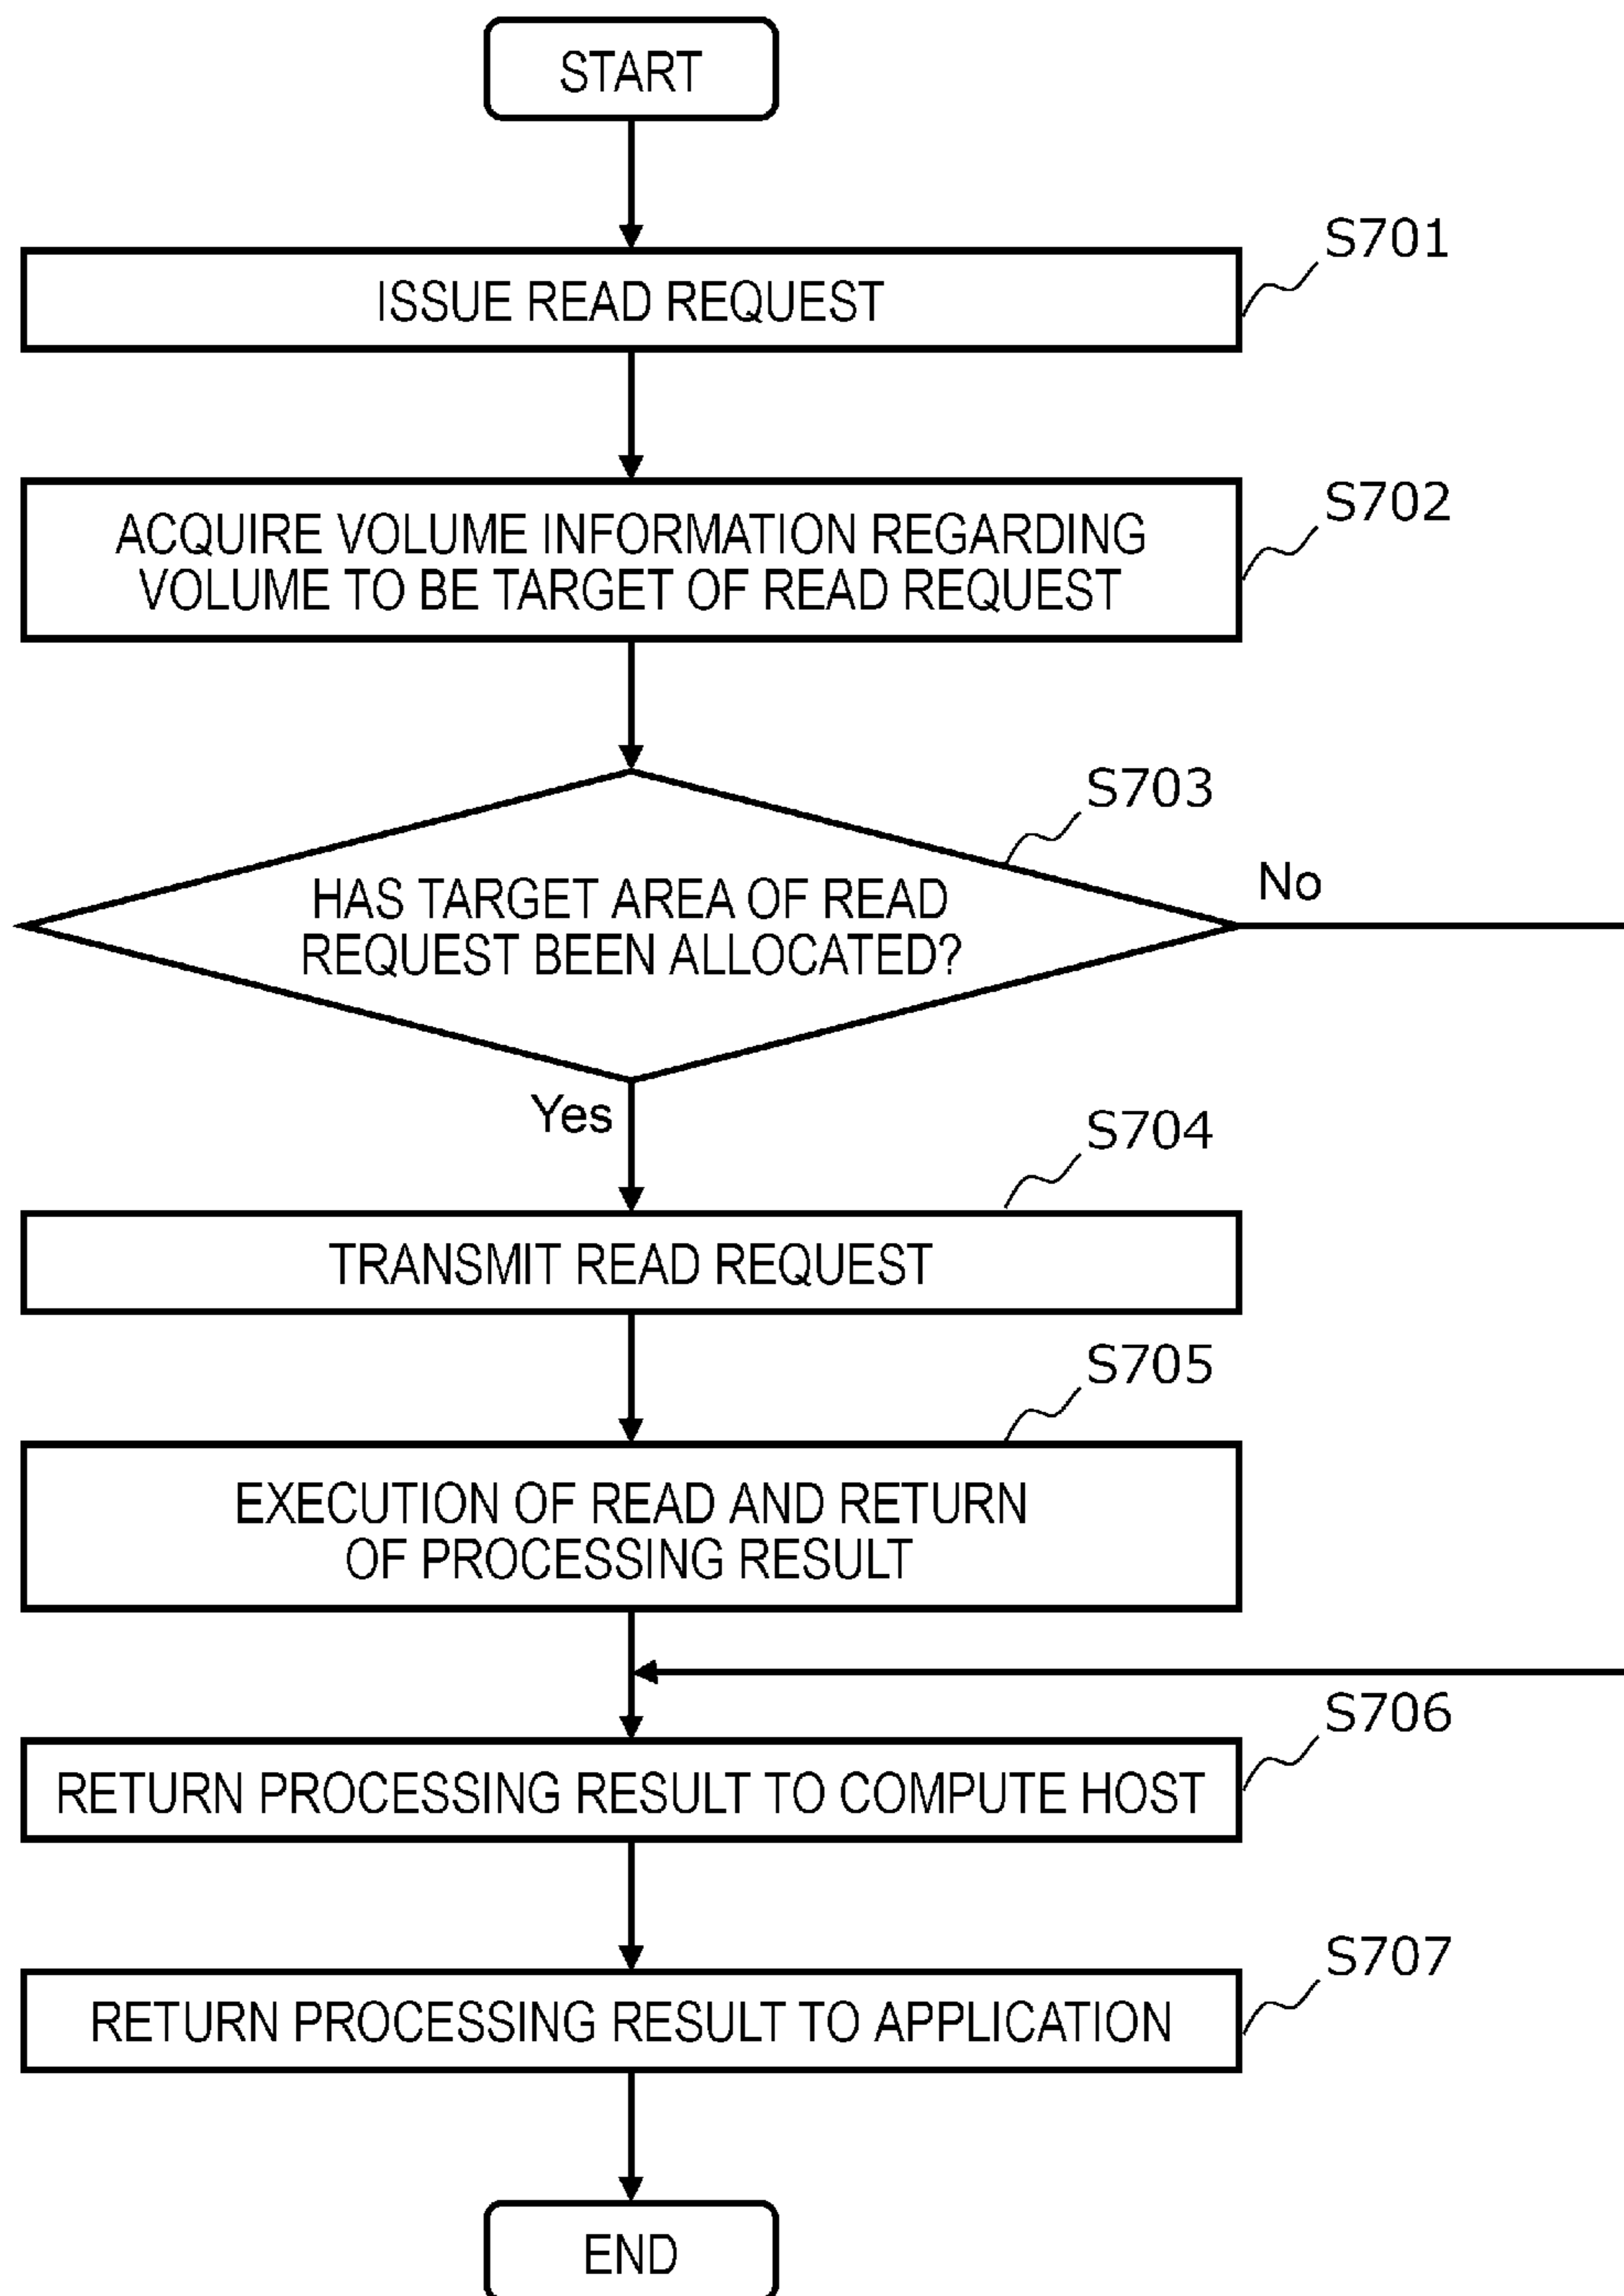 START
S701
ISSUE READ REQUEST
S702
ACQUIRE VOLUME INFORMATION REGARDING
VOLUME TO BE TARGET OF READ REQUEST
S703
No
HAS TARGET AREA OF READ
REQUEST BEEN ALLOCATED?
Yes
S704
TRANSMIT READ REQUEST
S705
EXECUTION OF READ AND RETURN
OF PROCESSING RESULT
S706
RETURN PROCESSING RESULT TO COMPUTE HOST
S707
RETURN PROCESSING RESULT TO APPLICATION
END